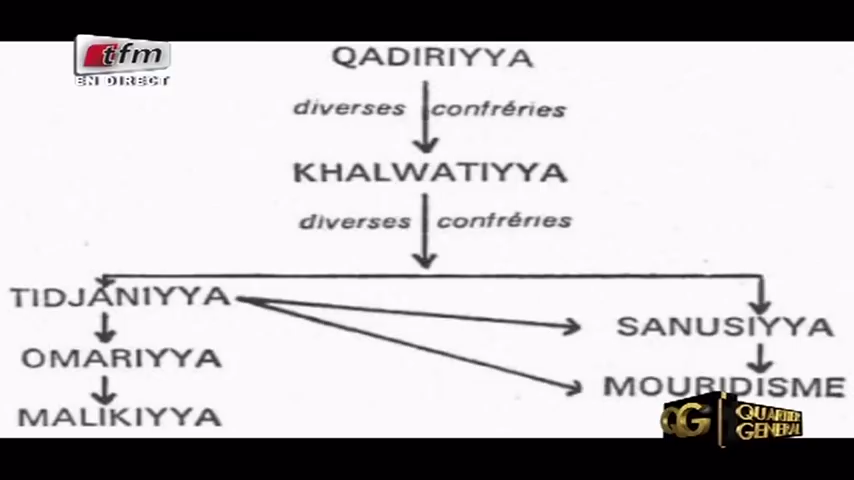 tfm
EN DIRECT
QADIRIYYA
diverses confréries
KHALWATIYYA
diverses confréries
TIDJANIYYA
SANUSIYYA
OMARIYYA
MOURIDISME
MALIKIYYA
QG QUARTIER
GENERAL